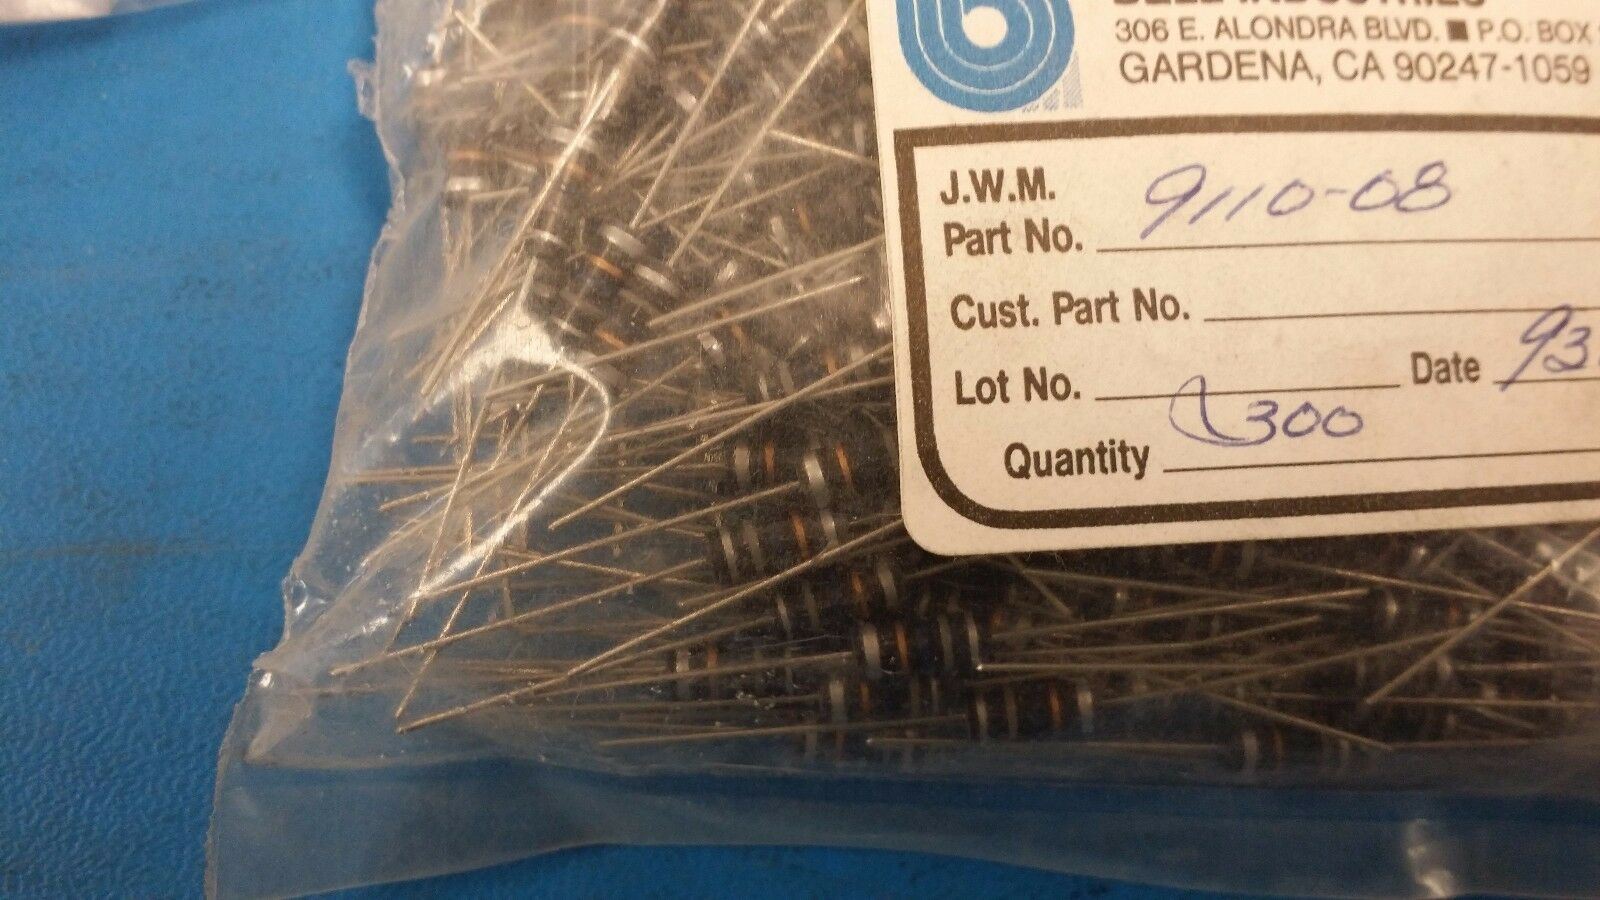 306 E. ALONDRA BLVD. ■ P.O. BOX
GARDENA, CA 90247-1059
J.W.M.
Part No. 9110-08
Cust. Part No.
Lot No. Date 93
Quantity 300